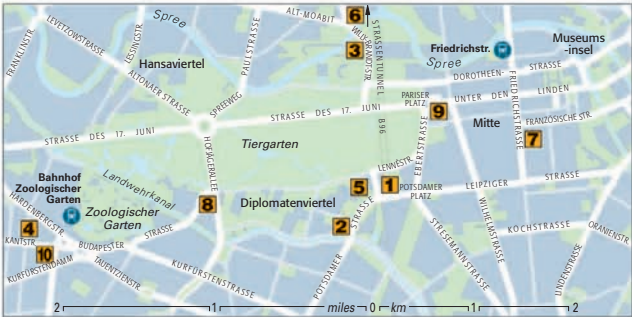 6
ALT-MOABIT
Spree
LEVETZOWSTRASSE
LESSINGSTR.
PAULSTRASSE
WILLY-
BRANDT-STR.
STRASSENTUNNEL
3
Friedrichstr.
Museums
-insel
FRANKLINSTR.
Hansaviertel
Spree
DOROTHEEN- STRASSE
ALTONAER STRASSE
SPREEWEG
PARISER
PLATZ
UNTER DEN LINDEN
9
Mitte
FRIEDRICHSTRASSE
FRANZÖSISCHE STR.
7
STRASSE DES 17. JUNI
STRASSE DES 17. JUNI
B96
EBERTSTRASSE
Tiergarten
HOFJÄGERALLEE
LENNÉSTR.
Bahnhof
Zoologischer
Garten
Landwehrkanal
5
1
POTSDAMER
PLATZ
LEIPZIGER STRASSE
8
Diplomatenviertel
Zoologischer
Garten
HARDENBERGSTR.
4
2
WILHELMSTRASSE
STRESEMANNSTRASSE
KOCHSTRASSE
ORANIENSTR.
KANTSTR.
10
BUDAPESTER STRASSE
KURFÜRSTENDAMM
TAUENTZIENSTR.
KURFÜRSTENSTRASSE
POTSDAMER STRASSE
LINDENSTRASSE
2 1 miles 0 km 1 2